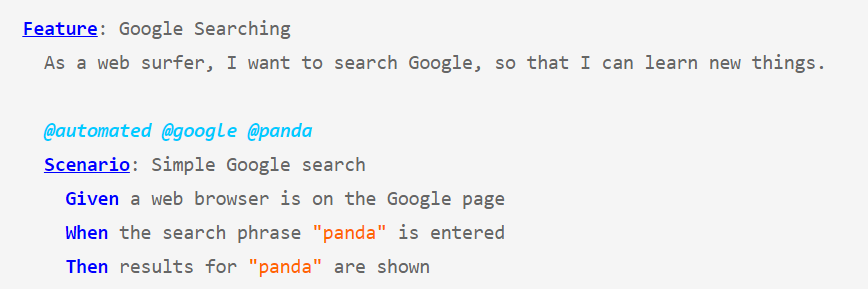 Feature: Google Searching
As a web surfer, I want to search Google, so that I can learn new things.
@automated @google @panda
Scenario: Simple Google search
Given a web browser is on the Google page
When the search phrase "panda" is entered
Then results for "panda" are shown